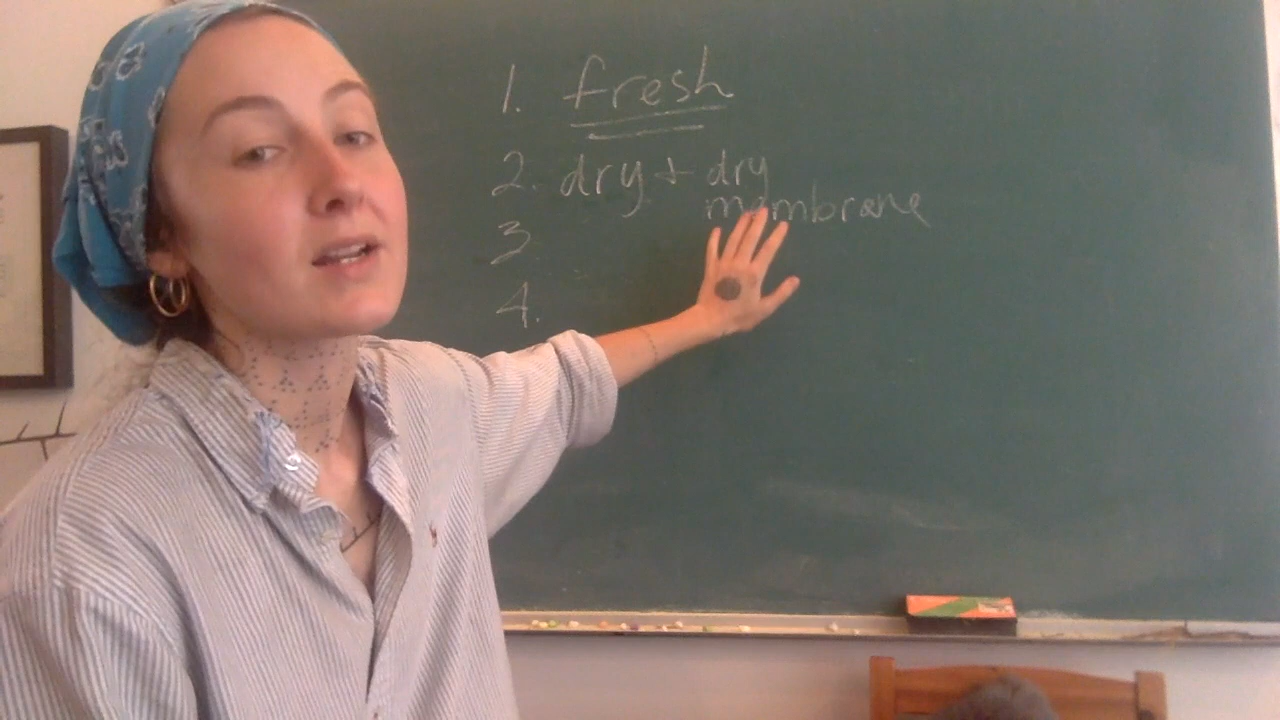 1. fresh
2. dry + dry
membrane
3
4.